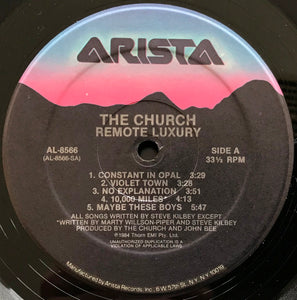 ARISTA
THE CHURCH
REMOTE LUXURY
AL-8566
(AL-8566-SA)
SIDE A
33⅓ RPM
1. CONSTANT IN OPAL 3:29
2. VIOLET TOWN 3:28
3. NO EXPLANATION 3:51
4. 10,000 MILES* 4:13
5. MAYBE THESE BOYS 5:47
ALL SONGS WRITTEN BY STEVE KILBEY EXCEPT
*WRITTEN BY MARTY WILLSON-PIPER AND STEVE KILBEY
PRODUCED BY THE CHURCH AND JOHN BEE
℗1984 Thorn EMI Pty. Ltd.
UNAUTHORIZED DUPLICATION IS A
VIOLATION OF APPLICABLE LAWS.
Manufactured by Arista Records, Inc., 6 W. 57th St., N.Y., N.Y. 10019